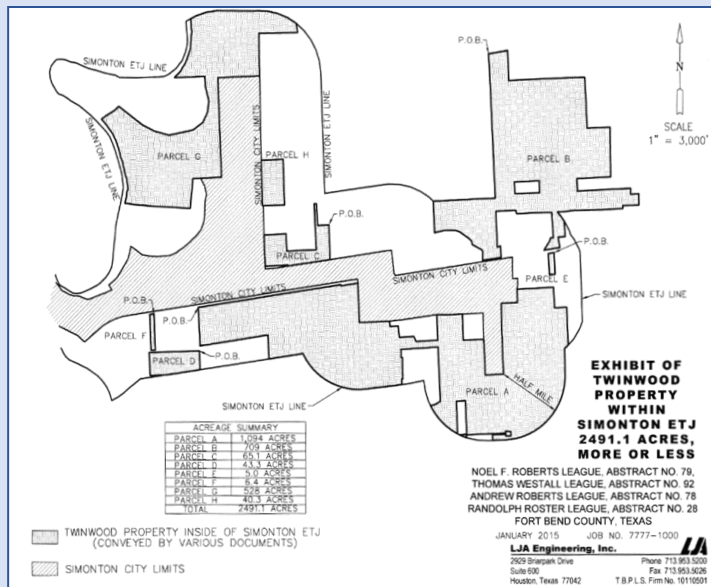 SIMONTON ETJ LINE
P.O.B.
N
SCALE
1" = 3,000'
SIMONTON ETJ LINE
SIMONTON CITY LIMITS
SIMONTON ETJ LINE
PARCEL G
PARCEL H
PARCEL B
P.O.B.
P.O.B.
PARCEL C
SIMONTON CITY LIMITS
PARCEL E
SIMONTON CITY LIMITS
SIMONTON ETJ LINE
P.O.B.
P.O.B.
PARCEL F
P.O.B.
PARCEL D
HALF MILE
PARCEL A
SIMONTON ETJ LINE
EXHIBIT OF
TWINWOOD
PROPERTY
WITHIN
SIMONTON ETJ
2491.1 ACRES,
MORE OR LESS
ACREAGE SUMMARY
PARCEL A 1,094 ACRES
PARCEL B 709 ACRES
PARCEL C 65.1 ACRES
PARCEL D 43.3 ACRES
PARCEL E 5.0 ACRES
PARCEL F 6.4 ACRES
PARCEL G 528 ACRES
PARCEL H 40.3 ACRES
TOTAL 2491.1 ACRES
NOEL F. ROBERTS LEAGUE, ABSTRACT NO. 79,
THOMAS WESTALL LEAGUE, ABSTRACT NO. 92
ANDREW ROBERTS LEAGUE, ABSTRACT NO. 78
RANDOLPH ROSTER LEAGUE, ABSTRACT NO. 28
FORT BEND COUNTY, TEXAS
JANUARY 2015 JOB NO. 7777-1000
TWINWOOD PROPERTY INSIDE OF SIMONTON ETJ
(CONVEYED BY VARIOUS DOCUMENTS)
SIMONTON CITY LIMITS
LJA Engineering, Inc.
LJA
2929 Briarpark Drive Phone 713.953.5200
Suite 600 Fax 713.953.5026
Houston, Texas 77042 T.B.P.L.S. Firm No. 10110501